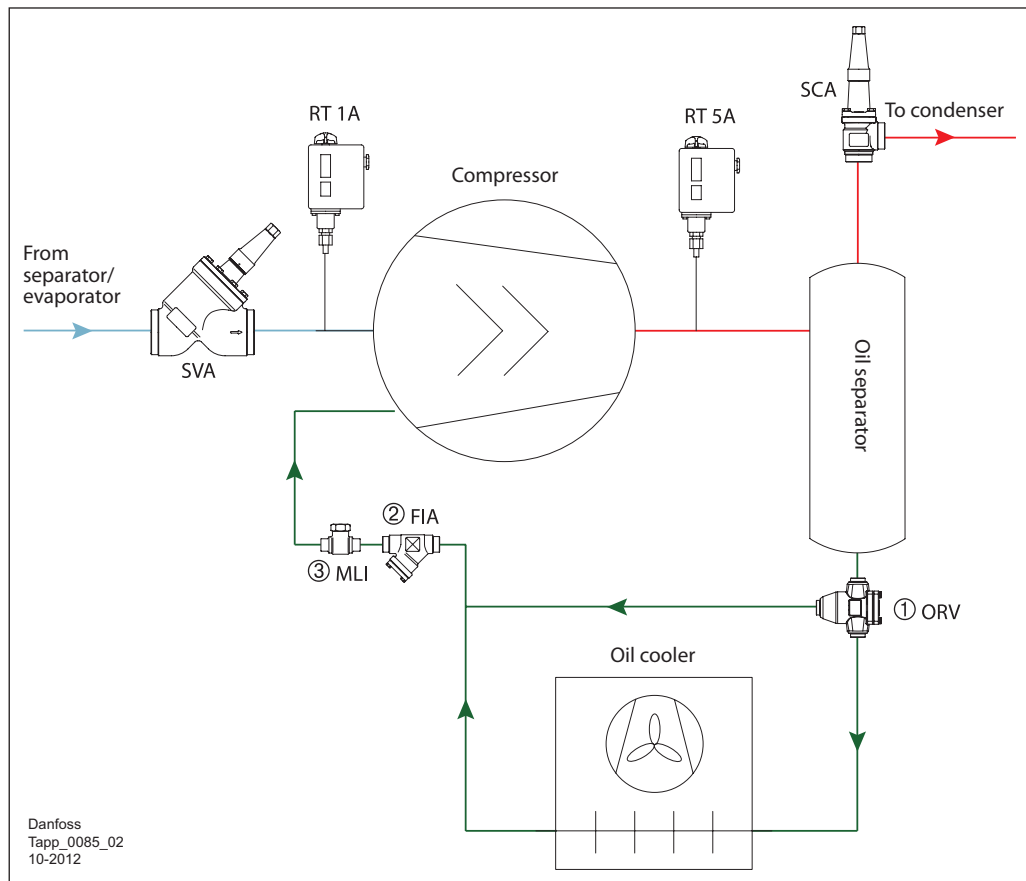 SCA
To condenser
RT 1A
RT 5A
Compressor
From
separator/
evaporator
SVA
Oil separator
② FIA
③ MLI
① ORV
Oil cooler
Danfoss
Tapp_0085_02
10-2012